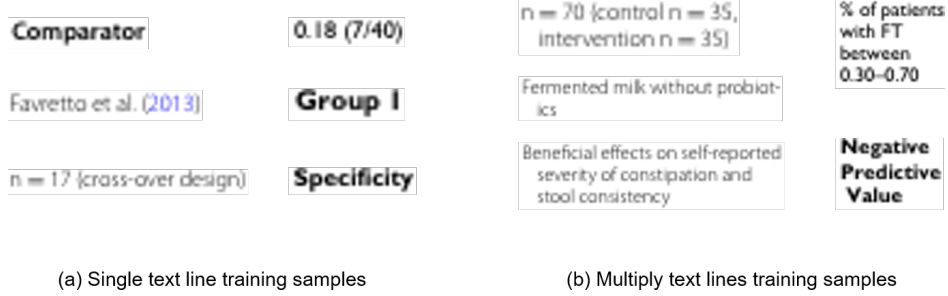 Comparator
0.18 (7/40)
Favretto et al. (2013)
Group I
n = 17 (cross-over design)
Specificity
(a) Single text line training samples
n = 70 (control n = 35,
intervention n = 35)
% of patients
with FT
between
0.30–0.70
Fermented milk without probiot-
ics
Beneficial effects on self-reported
severity of constipation and
stool consistency
Negative
Predictive
Value
(b) Multiply text lines training samples